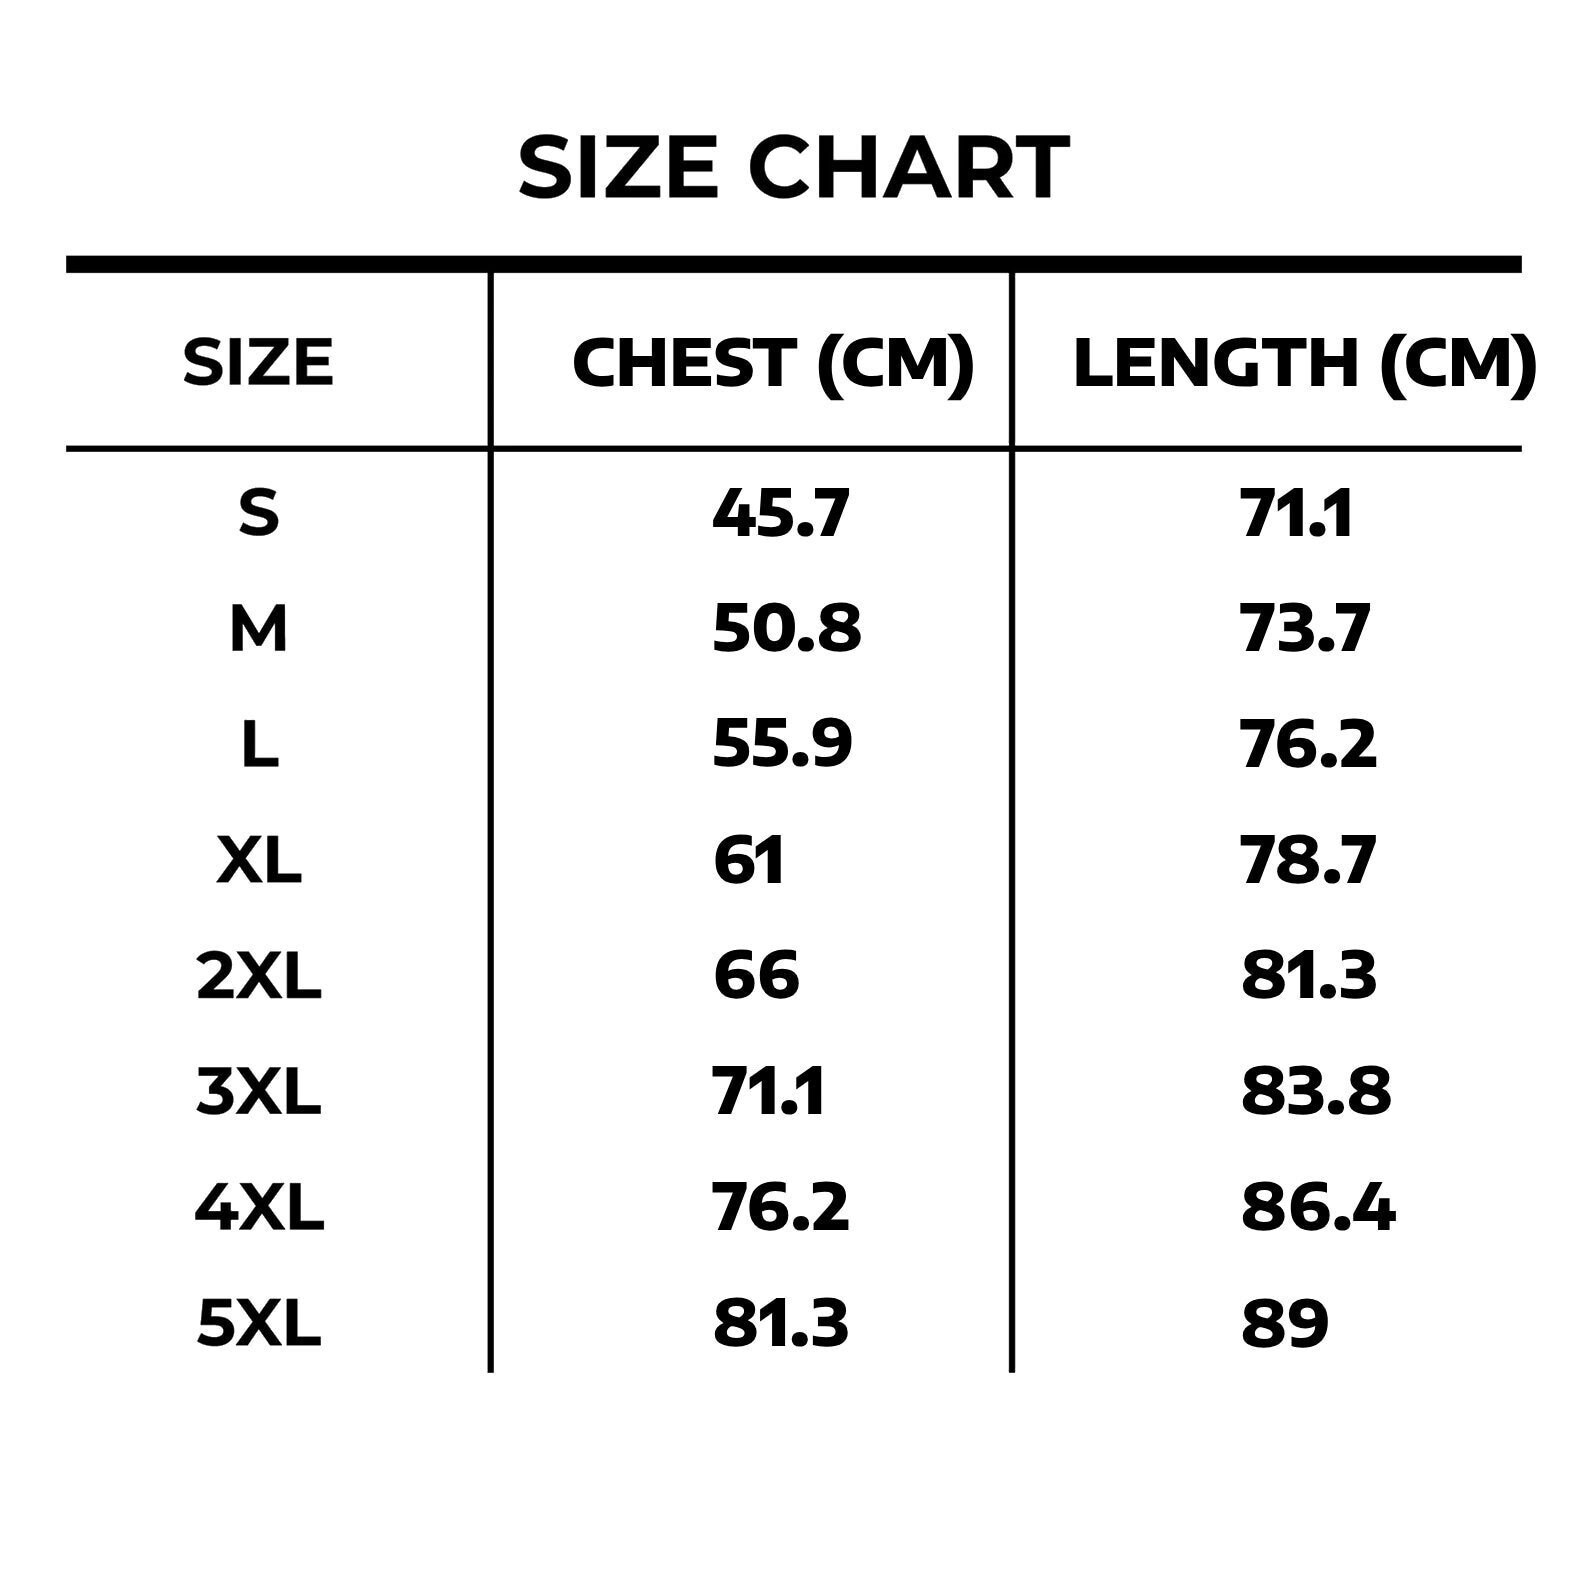 SIZE CHART
SIZE CHEST (CM) LENGTH (CM)
S 45.7 71.1
M 50.8 73.7
L 55.9 76.2
XL 61 78.7
2XL 66 81.3
3XL 71.1 83.8
4XL 76.2 86.4
5XL 81.3 89